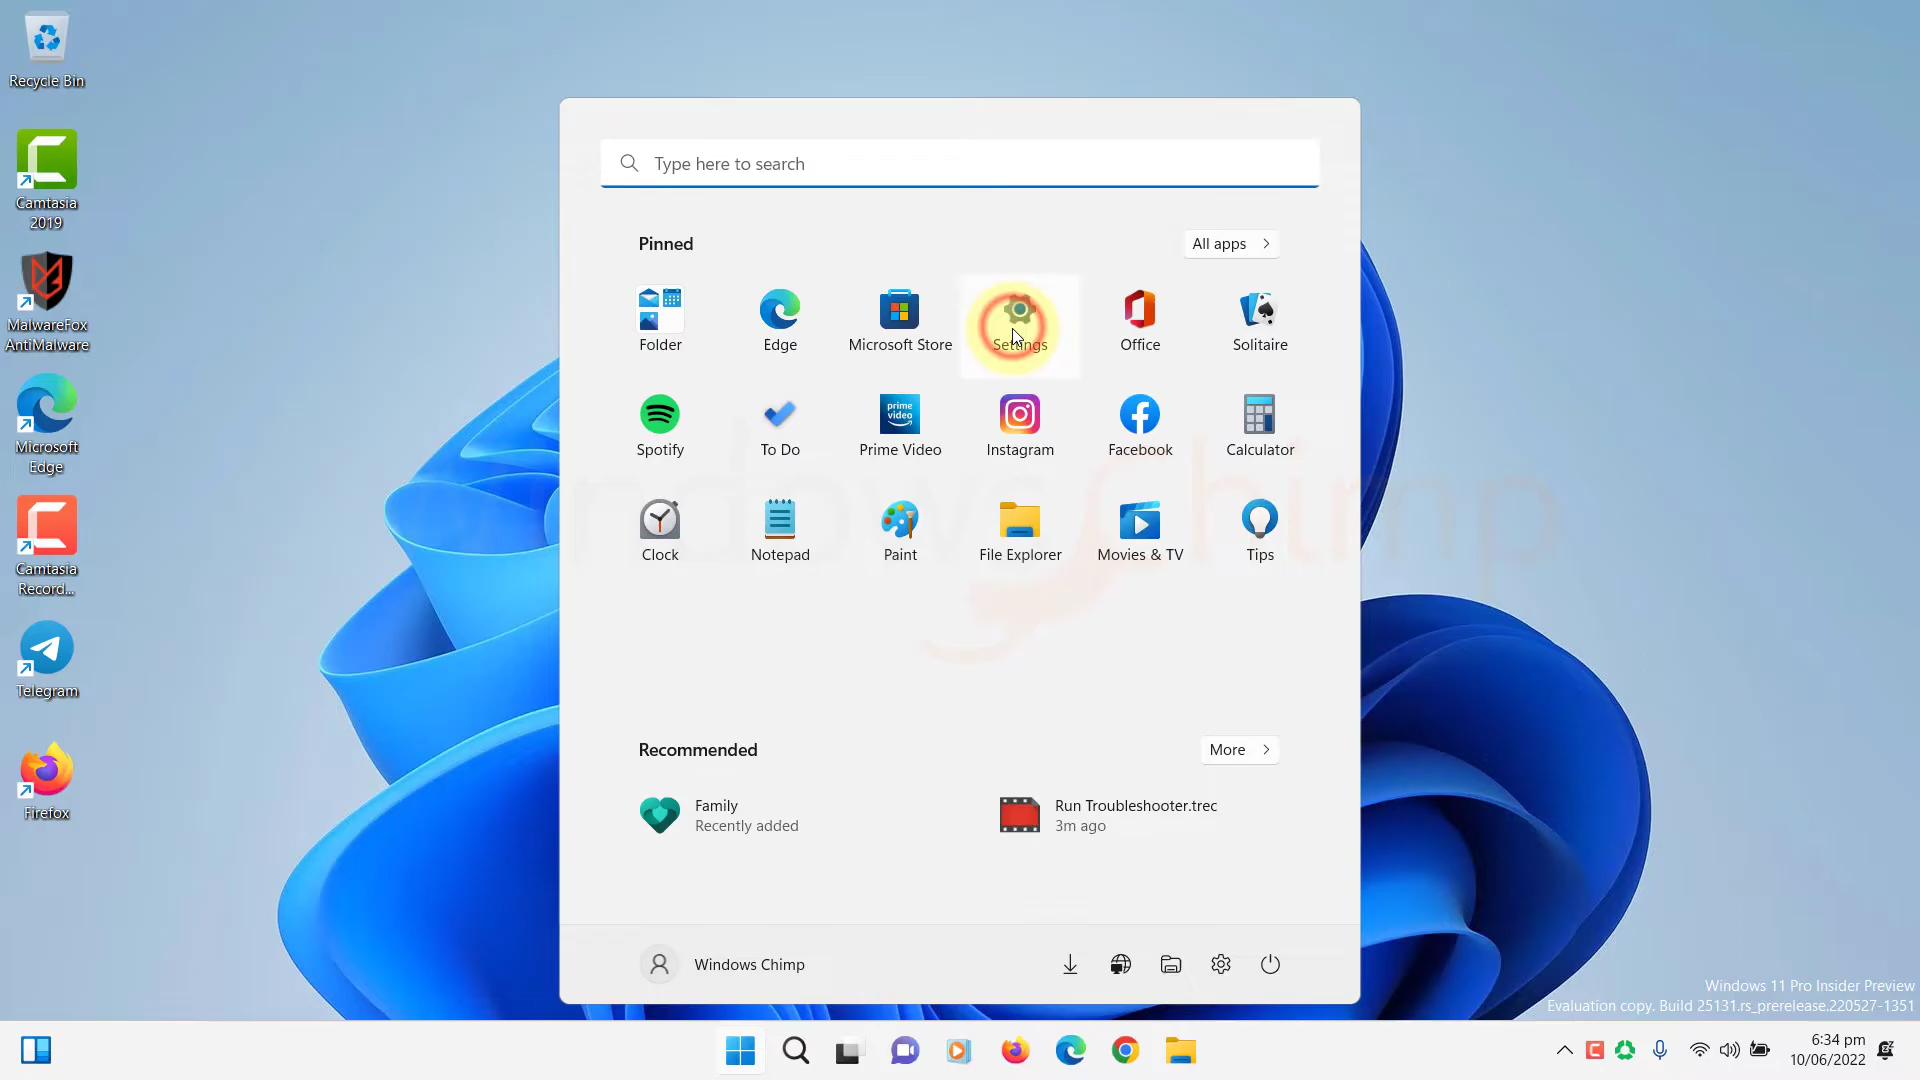 Recycle Bin
Camtasia
2019
MalwareFox
AntiMalware
Microsoft
Edge
Camtasia
Record...
Telegram
Firefox
Type here to search
Pinned
All apps
Folder
Edge
Microsoft Store
Settings
Office
Solitaire
prime
video
Spotify
To Do
Prime Video
Instagram
Facebook
Calculator
Clock
Notepad
Paint
File Explorer
Movies & TV
Tips
indowsChimp
Recommended
More
Family
Recently added
Run Troubleshooter.trec
3m ago
Windows Chimp
Windows 11 Pro Insider Preview
Evaluation copy. Build 25131.rs_prerelease.220527-1351
6:34 pm
10/06/2022